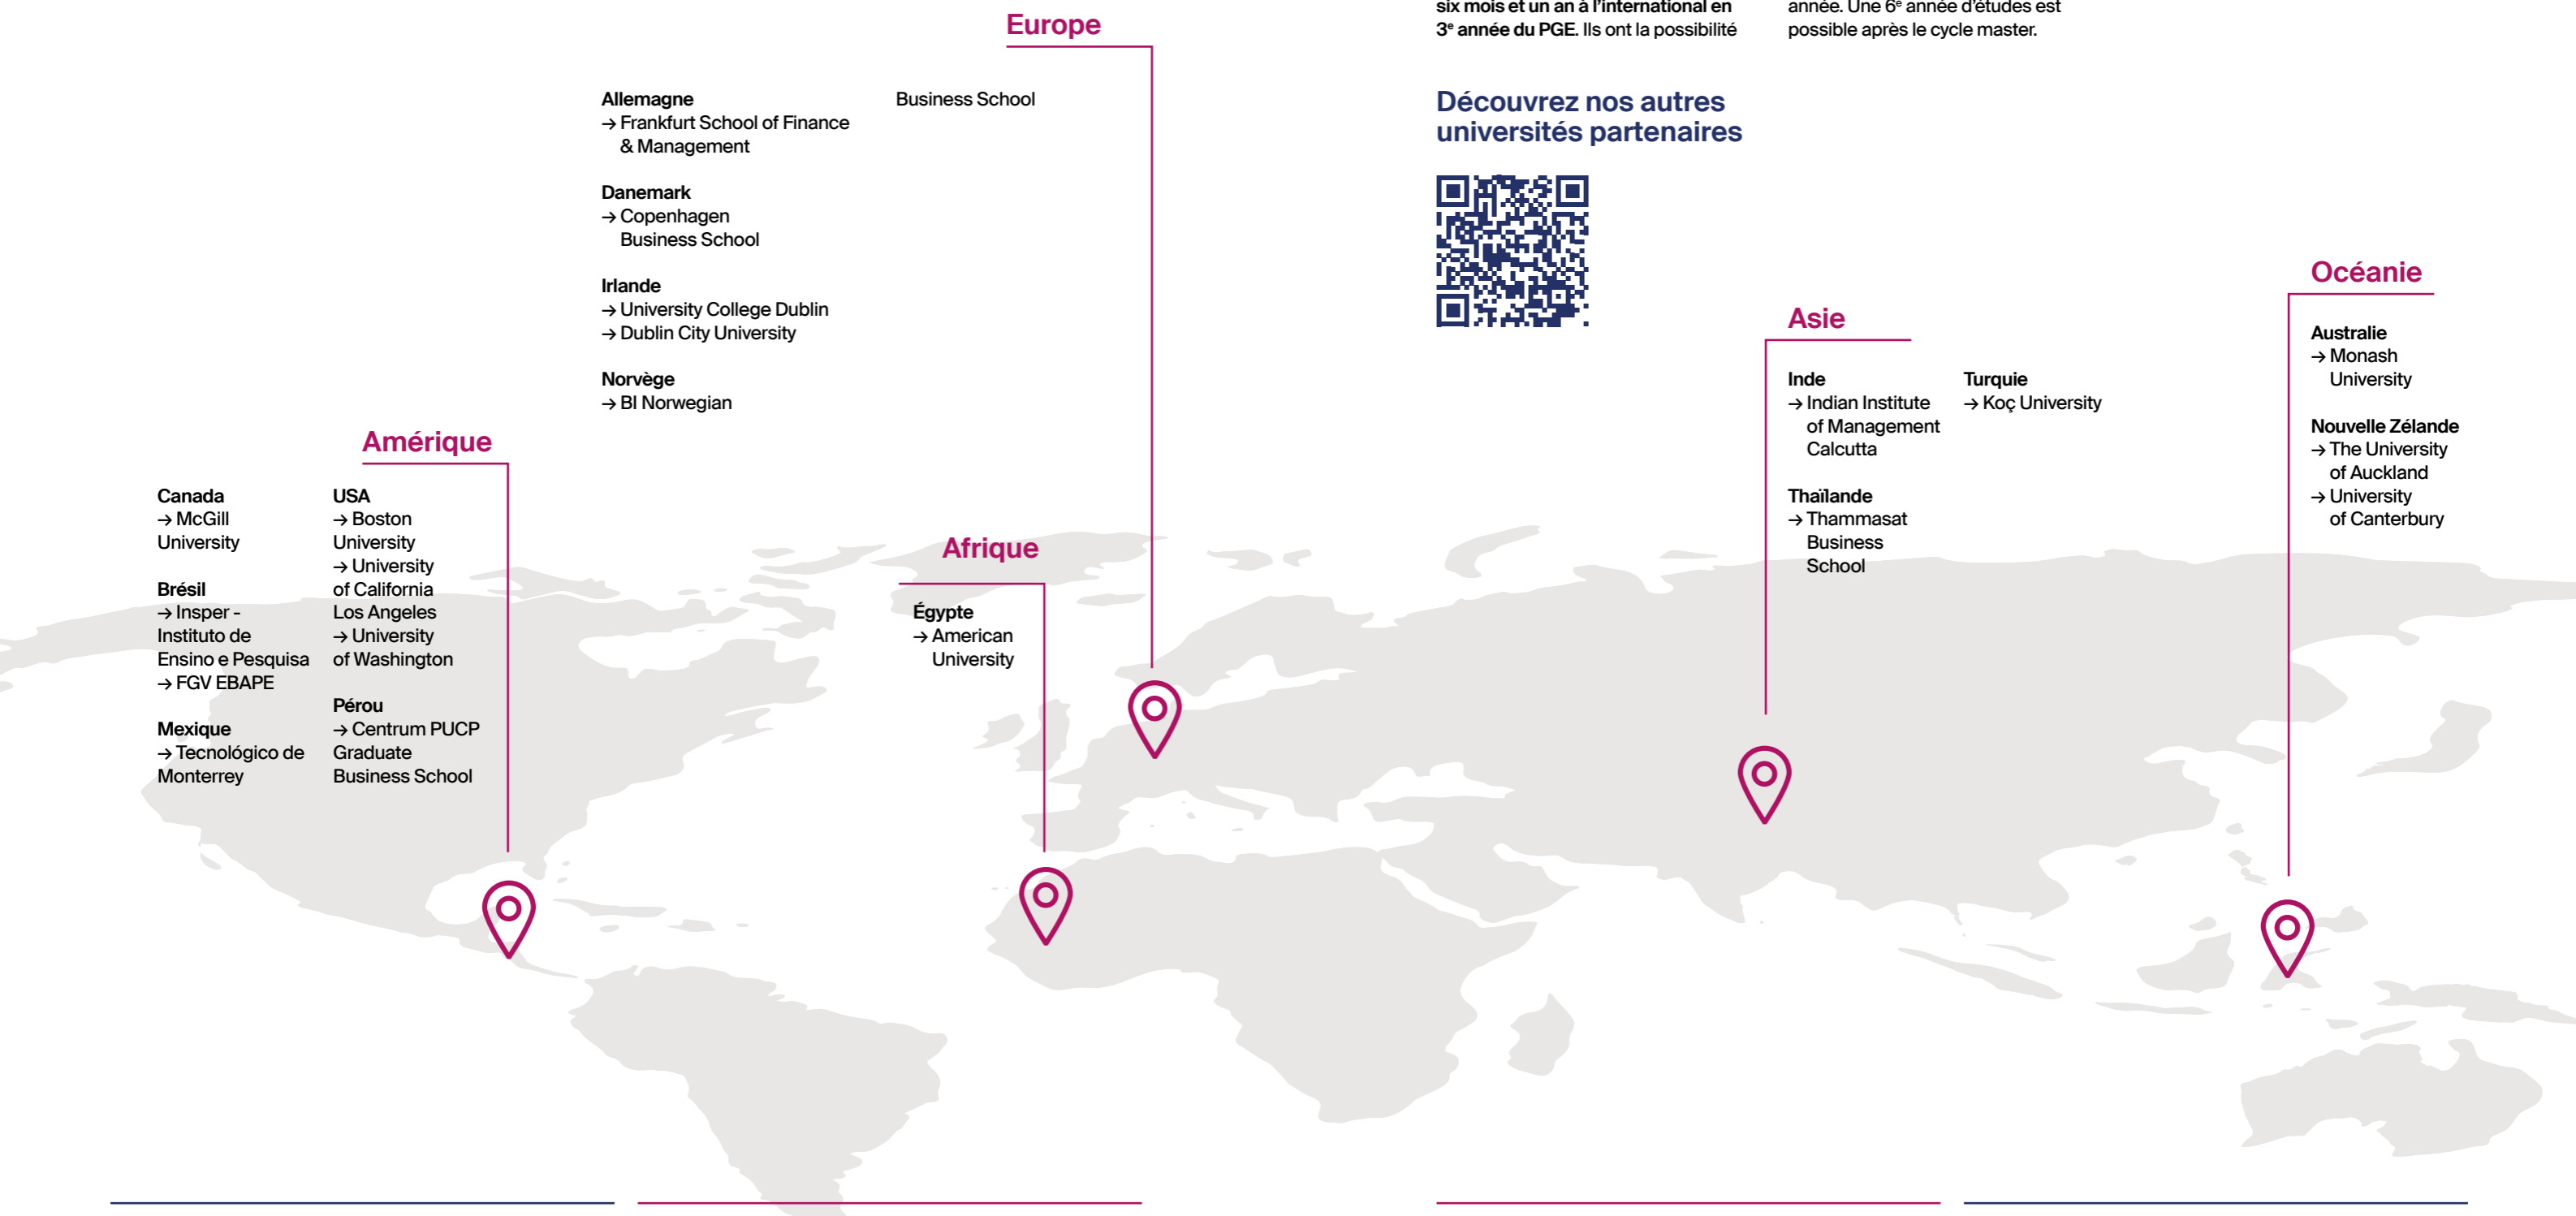 six mois et un an à l'international en
3e année du PGE. Ils ont la possibilité
année. Une 6e année d'études est
possible après le cycle master.
Découvrez nos autres
universités partenaires
Europe
Allemagne
→ Frankfurt School of Finance
& Management
Danemark
→ Copenhagen
Business School
Irlande
→ University College Dublin
→ Dublin City University
Norvège
→ BI Norwegian
Business School
Amérique
Canada
→ McGill
University
Brésil
→ Insper -
Instituto de
Ensino e Pesquisa
→ FGV EBAPE
Mexique
→ Tecnológico de
Monterrey
USA
→ Boston
University
→ University
of California
Los Angeles
→ University
of Washington
Pérou
→ Centrum PUCP
Graduate
Business School
Afrique
Égypte
→ American
University
Asie
Inde
→ Indian Institute
of Management
Calcutta
Thaïlande
→ Thammasat
Business
School
Turquie
→ Koç University
Océanie
Australie
→ Monash
University
Nouvelle Zélande
→ The University
of Auckland
→ University
of Canterbury